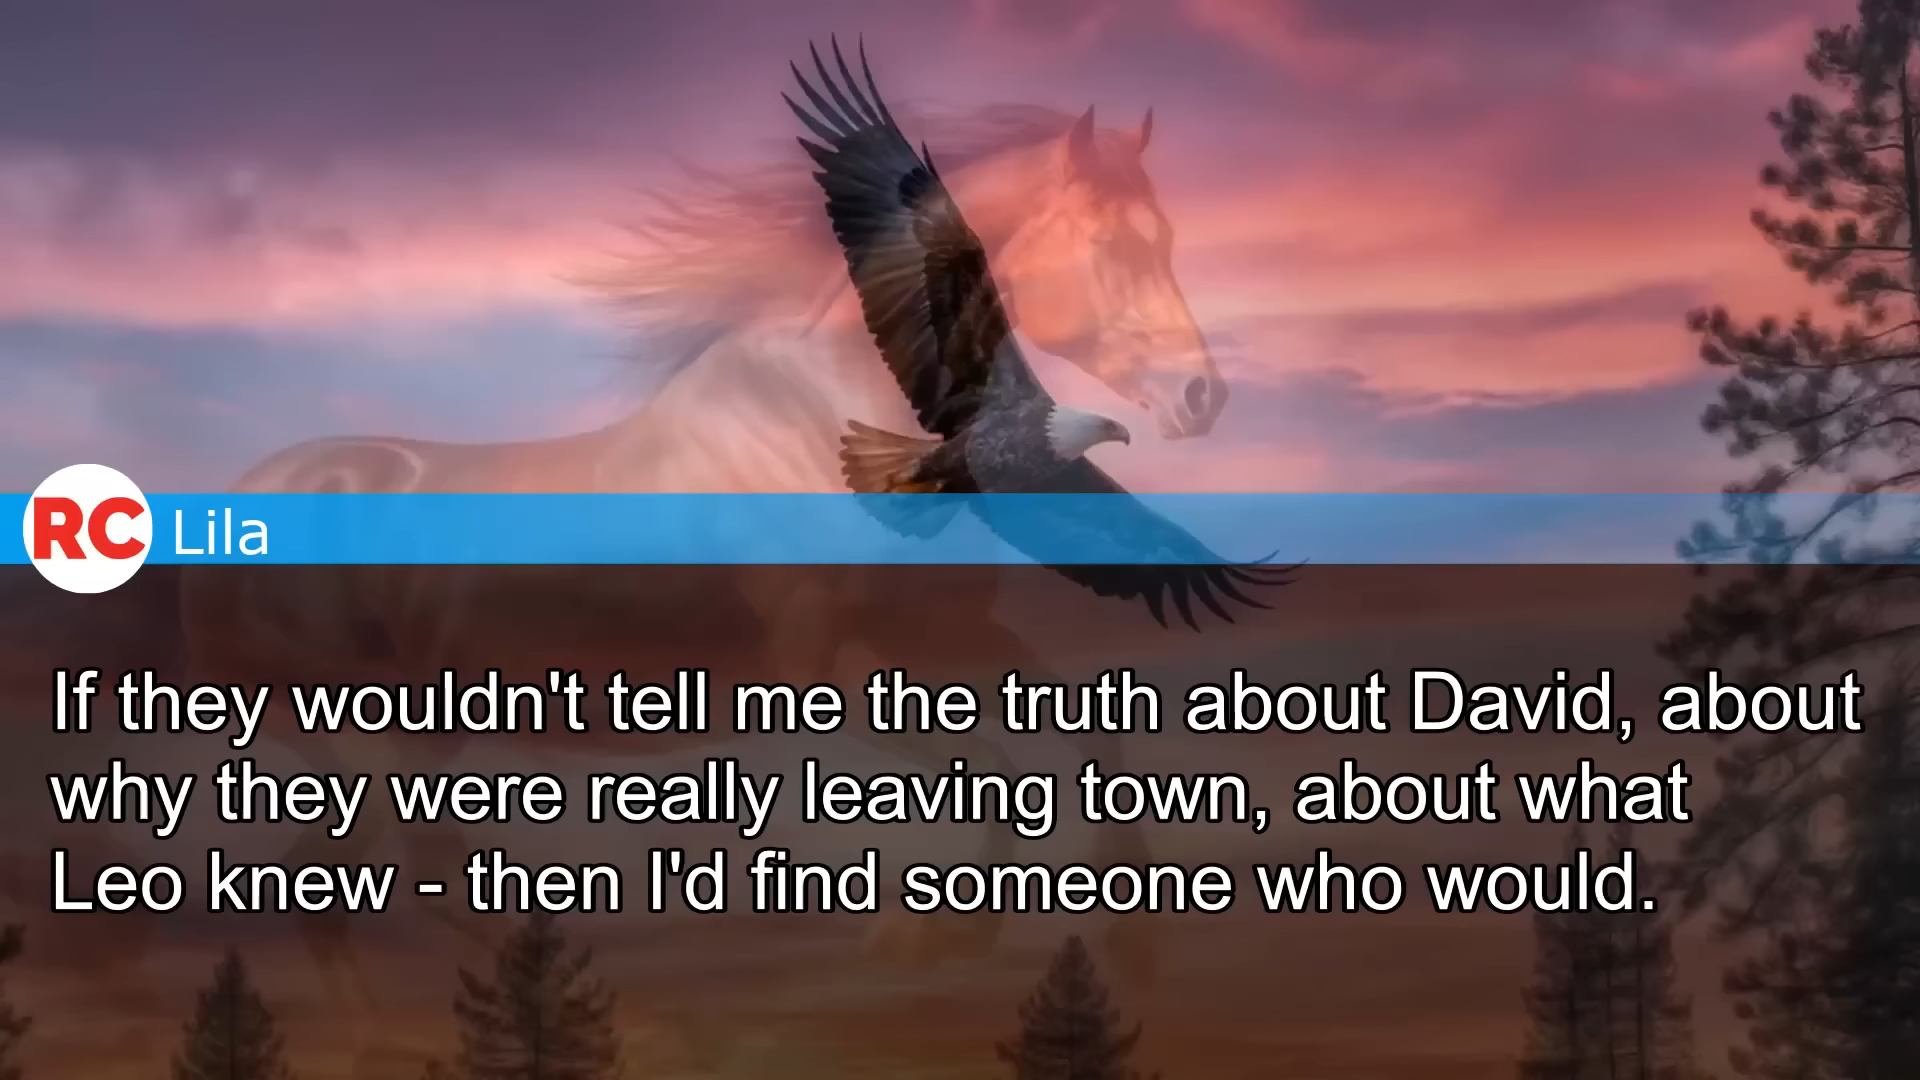 RC Lila
If they wouldn't tell me the truth about David, about
why they were really leaving town, about what
Leo knew - then I'd find someone who would.